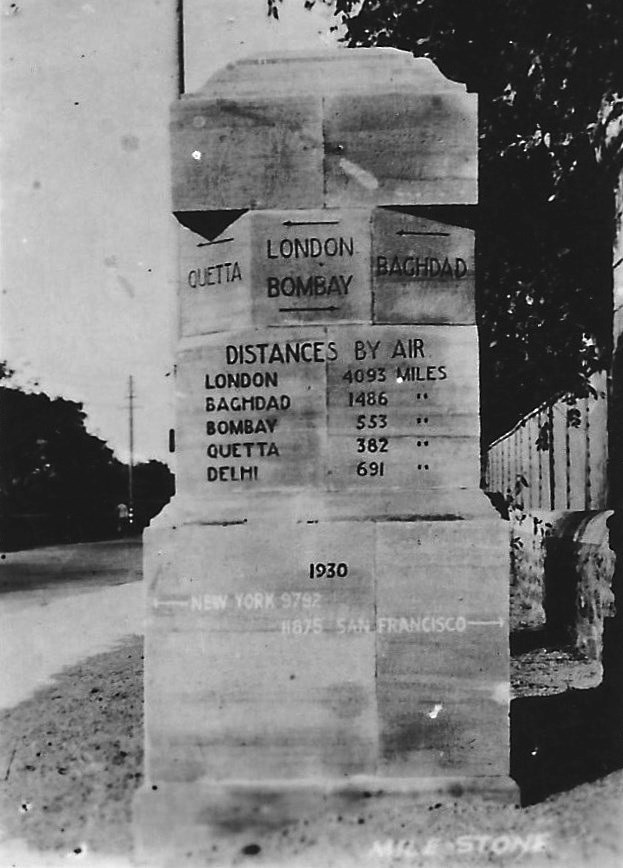 ←
← LONDON ←
QUETTA BOMBAY BAGHDAD
→
DISTANCES BY AIR
LONDON 4093 MILES
BAGHDAD 1486 "
BOMBAY 553 "
QUETTA 382 "
DELHI 691 "
1930
← NEW YORK 9792
11875 SAN FRANCISCO →
MILE-STONE